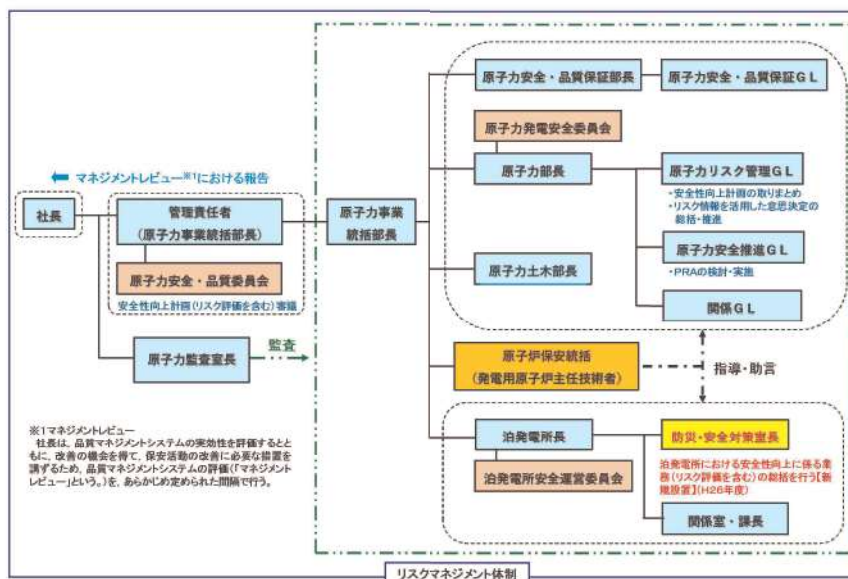 原子力安全・品質保証部長
原子力安全・品質保証GL
原子力発電安全委員会
原子力部長
原子力リスク管理GL
・安全性向上計画の取りまとめ
・リスク情報を活用した意思決定の
総括・推進
原子力安全推進GL
・PRAの検討・実施
原子力土木部長
関係GL
マネジメントレビュー※1における報告
社長
管理責任者
(原子力事業統括部長)
原子力安全・品質委員会
安全性向上計画(リスク評価を含む)審議
原子力事業
統括部長
原子力監査室長
監査
原子炉保安統括
(発電用原子炉主任技術者)
指導・助言
※1マネジメントレビュー
社長は、品質マネジメントシステムの実効性を評価するとと
もに、改善の機会を得て、保安活動の改善に必要な措置を
講ずるため、品質マネジメントシステムの評価(「マネジメント
レビュー」という。)を、あらかじめ定められた間隔で行う。
泊発電所長
防災・安全対策室長
泊発電所における安全性向上に係る業
務(リスク評価を含む)の総括を行う【新
規設置】(H26年度)
泊発電所安全運営委員会
関係室・課長
リスクマネジメント体制